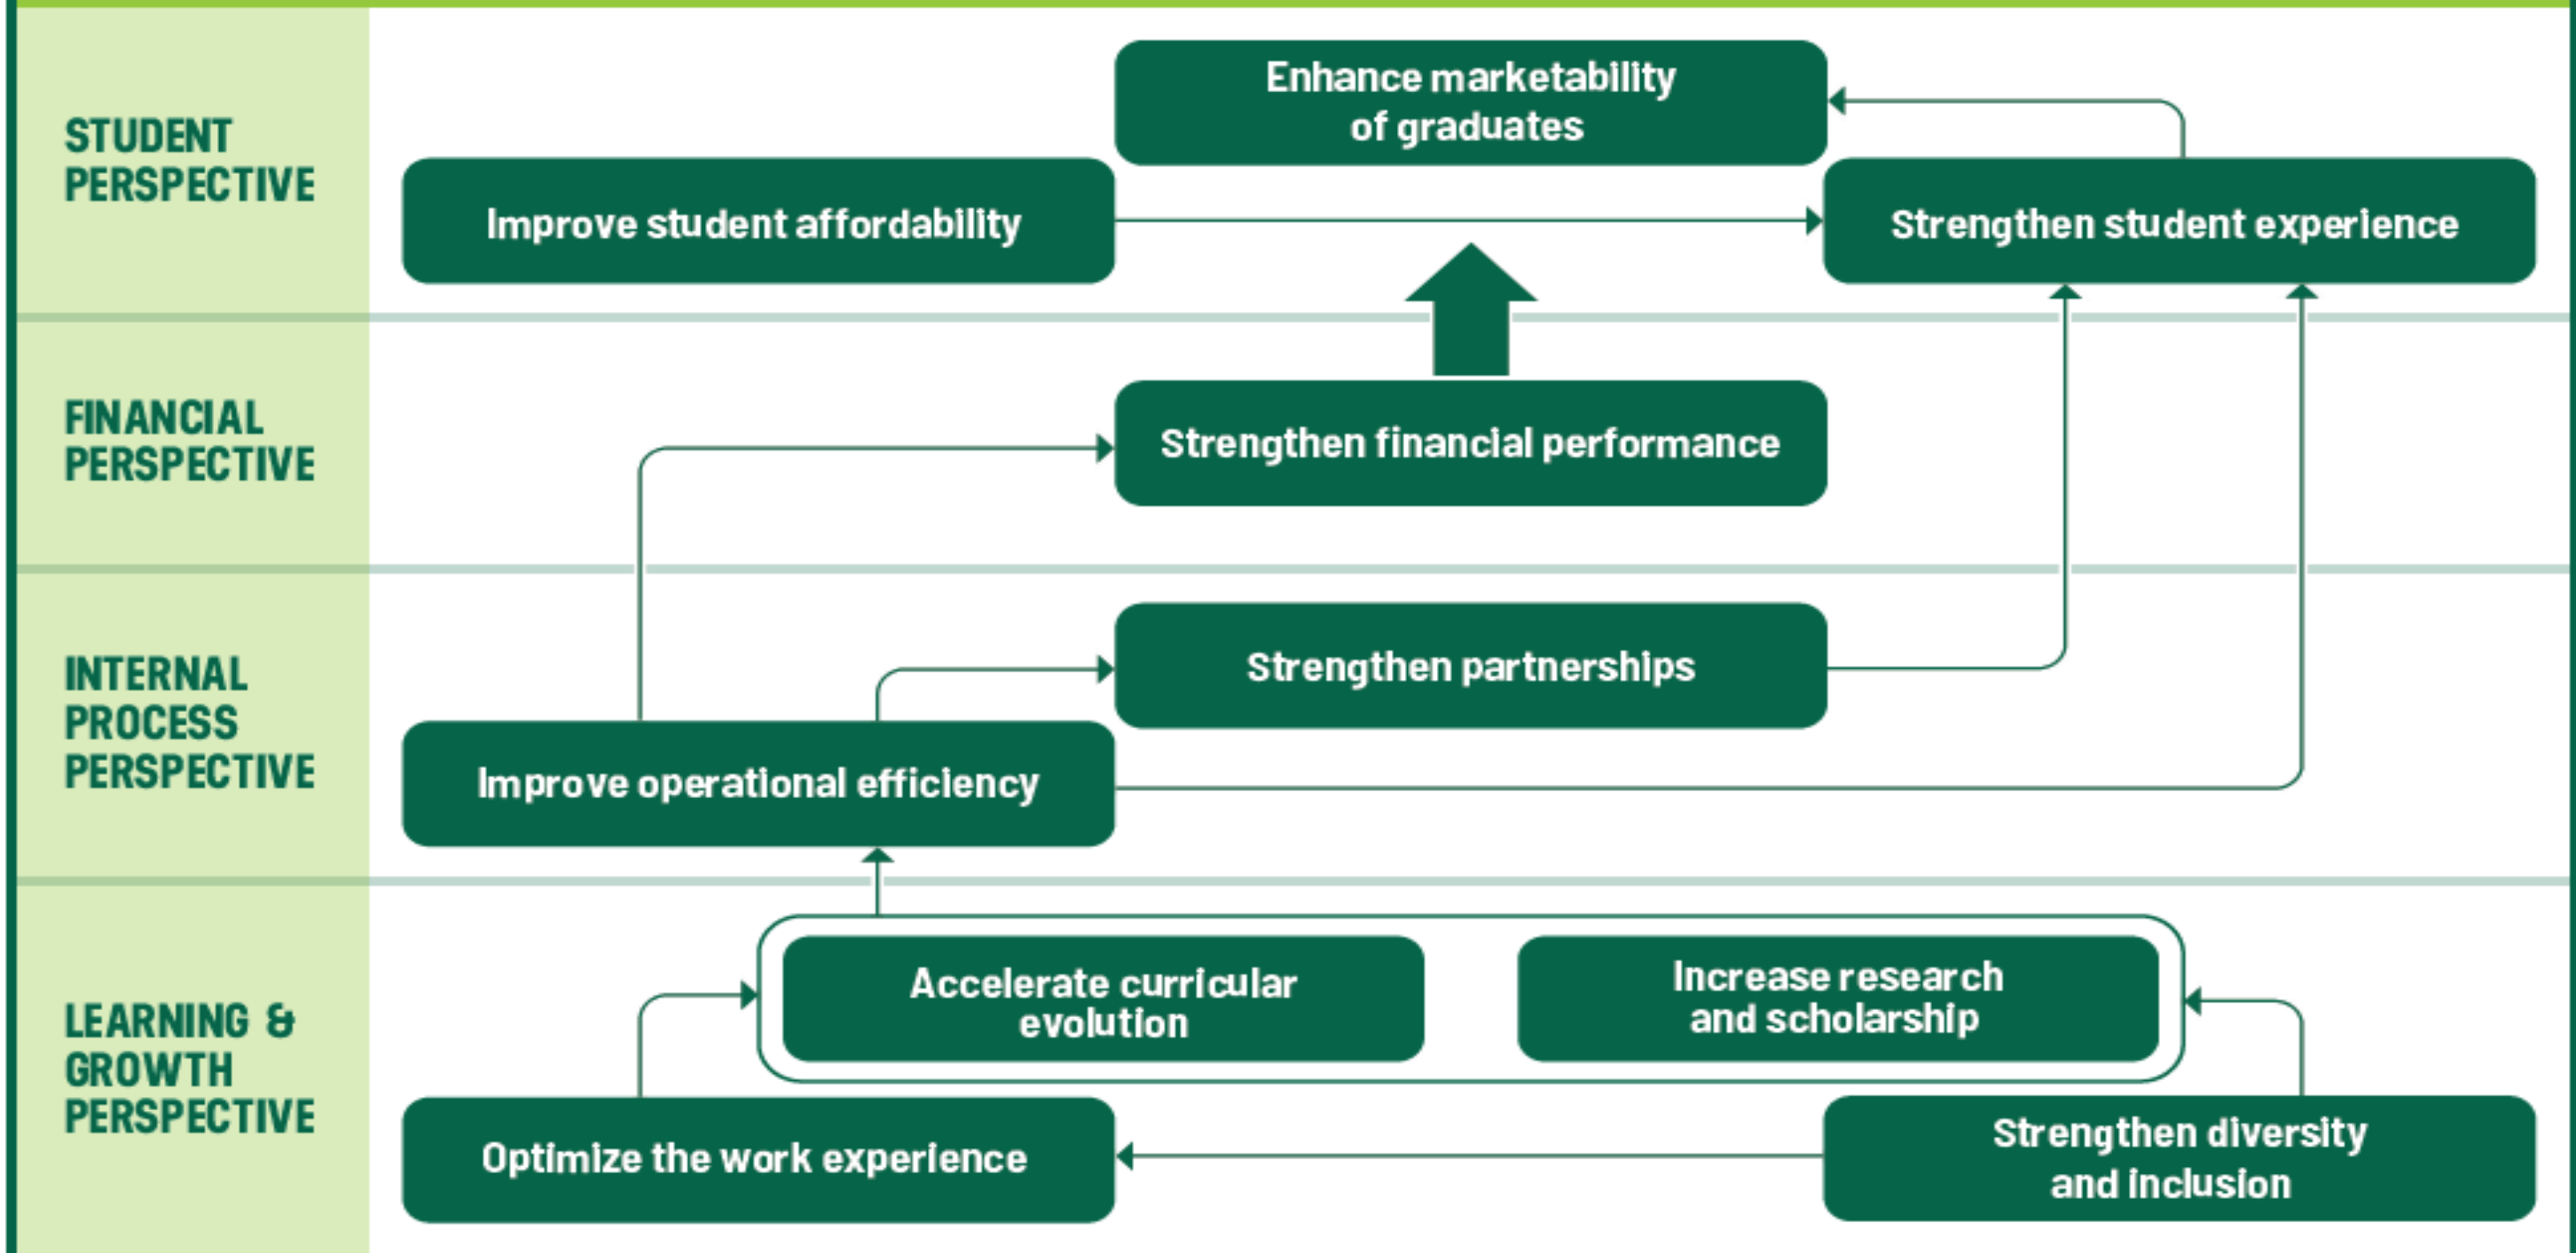 STUDENT
PERSPECTIVE
Enhance marketability
of graduates
Improve student affordability
Strengthen student experience
FINANCIAL
PERSPECTIVE
Strengthen financial performance
INTERNAL
PROCESS
PERSPECTIVE
Strengthen partnerships
Improve operational efficiency
LEARNING &
GROWTH
PERSPECTIVE
Accelerate curricular
evolution
Increase research
and scholarship
Optimize the work experience
Strengthen diversity
and inclusion